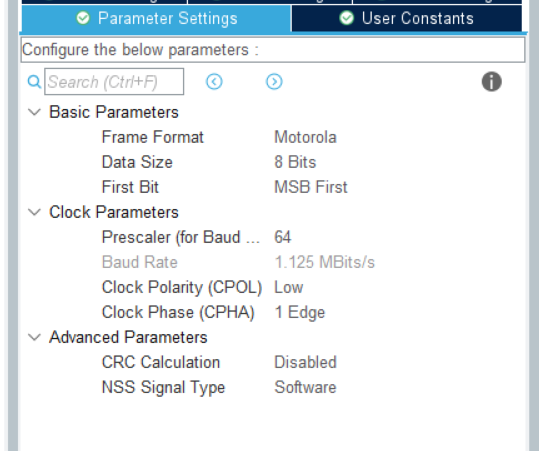 Parameter Settings
User Constants
Configure the below parameters :
Search (Ctrl+F)
Basic Parameters
Frame Format Motorola
Data Size 8 Bits
First Bit MSB First
Clock Parameters
Prescaler (for Baud ... 64
Baud Rate 1.125 MBits/s
Clock Polarity (CPOL) Low
Clock Phase (CPHA) 1 Edge
Advanced Parameters
CRC Calculation Disabled
NSS Signal Type Software